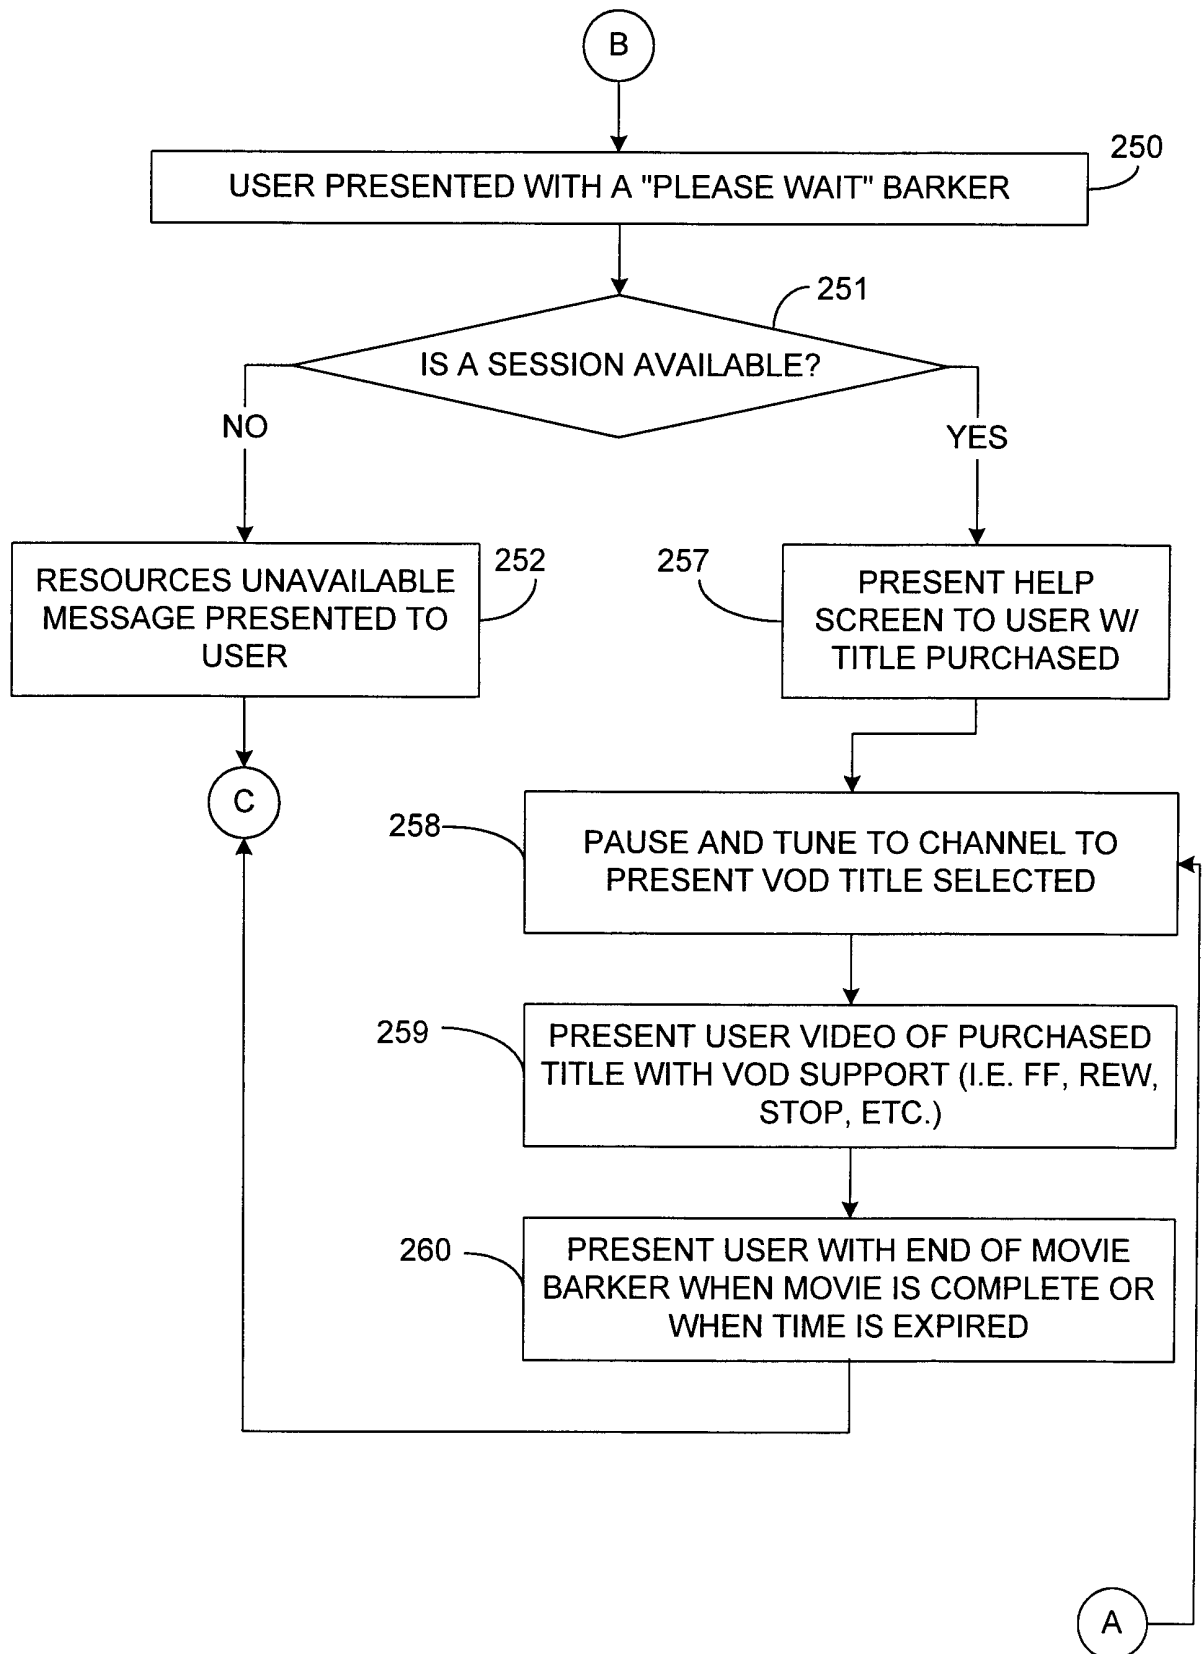 B
250
USER PRESENTED WITH A "PLEASE WAIT" BARKER
251
IS A SESSION AVAILABLE?
NO
YES
252
RESOURCES UNAVAILABLE
MESSAGE PRESENTED TO
USER
257
PRESENT HELP
SCREEN TO USER W/
TITLE PURCHASED
C
258
PAUSE AND TUNE TO CHANNEL TO
PRESENT VOD TITLE SELECTED
259
PRESENT USER VIDEO OF PURCHASED
TITLE WITH VOD SUPPORT (I.E. FF, REW,
STOP, ETC.)
260
PRESENT USER WITH END OF MOVIE
BARKER WHEN MOVIE IS COMPLETE OR
WHEN TIME IS EXPIRED
A